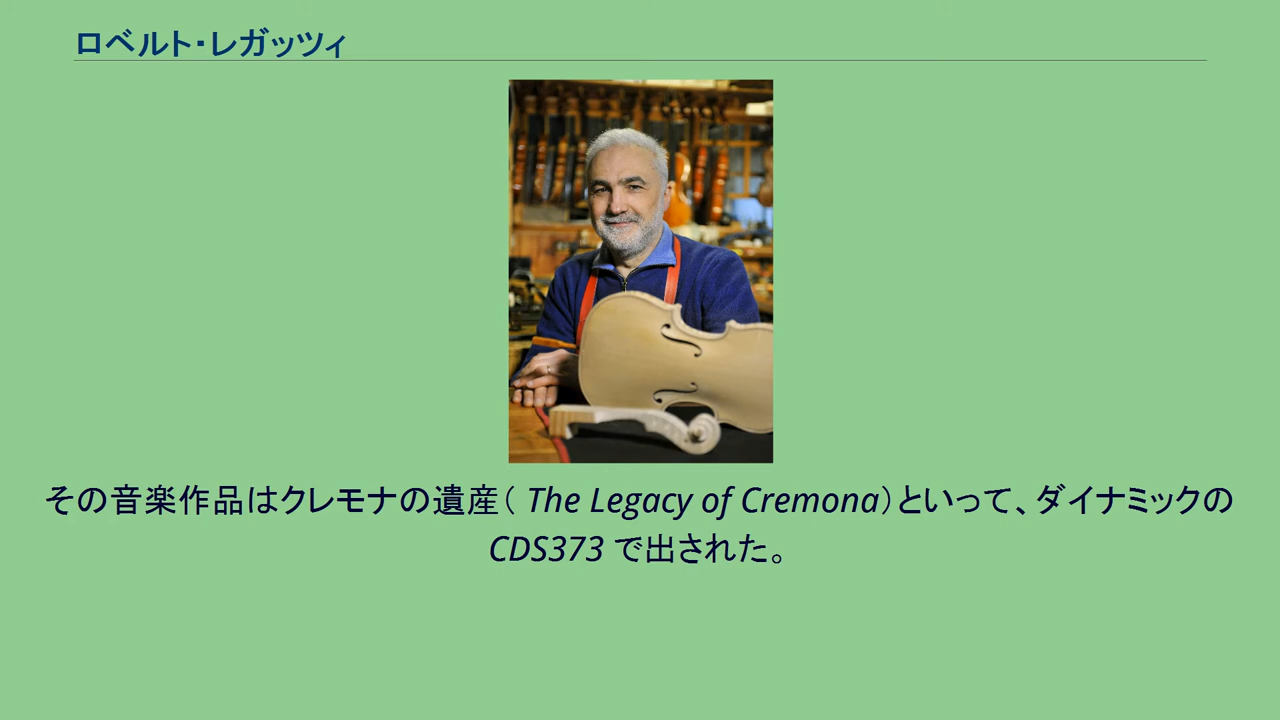 ロベルト・レガッツィ
その音楽作品はクレモナの遺産（ The Legacy of Cremona）といって、ダイナミックの
CDS373 で出された。